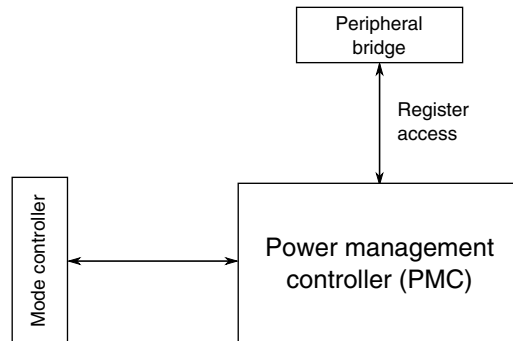 Peripheral
bridge
Register
access
Mode controller
Power management
controller (PMC)